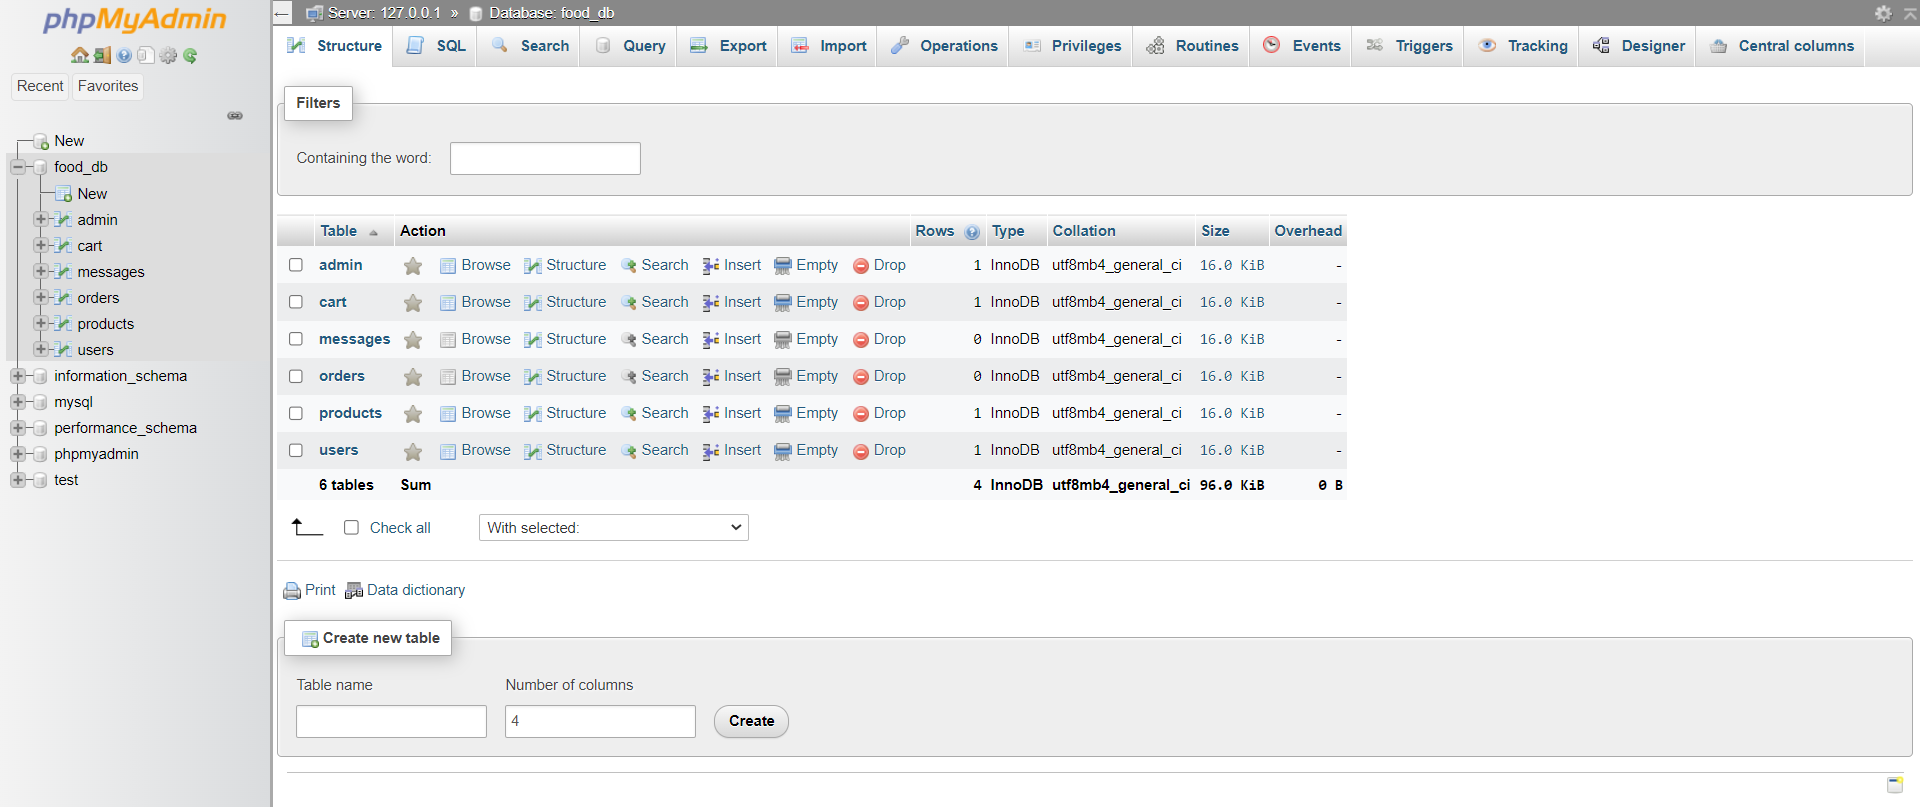 phpMyAdmin
Recent Favorites
New
food_db
New
admin
cart
messages
orders
products
users
information_schema
mysql
performance_schema
phpmyadmin
test
Server: 127.0.0.1 » Database: food_db
Structure SQL Search Query Export Import Operations Privileges Routines Events Triggers Tracking Designer Central columns
Filters
Containing the word:
Table Action Rows Type Collation Size Overhead
admin Browse Structure Search Insert Empty Drop 1 InnoDB utf8mb4_general_ci 16.0 KiB -
cart Browse Structure Search Insert Empty Drop 1 InnoDB utf8mb4_general_ci 16.0 KiB -
messages Browse Structure Search Insert Empty Drop 0 InnoDB utf8mb4_general_ci 16.0 KiB -
orders Browse Structure Search Insert Empty Drop 0 InnoDB utf8mb4_general_ci 16.0 KiB -
products Browse Structure Search Insert Empty Drop 1 InnoDB utf8mb4_general_ci 16.0 KiB -
users Browse Structure Search Insert Empty Drop 1 InnoDB utf8mb4_general_ci 16.0 KiB -
6 tables Sum 4 InnoDB utf8mb4_general_ci 96.0 KiB 0 B
Check all With selected:
Print Data dictionary
Create new table
Table name Number of columns
4 Create